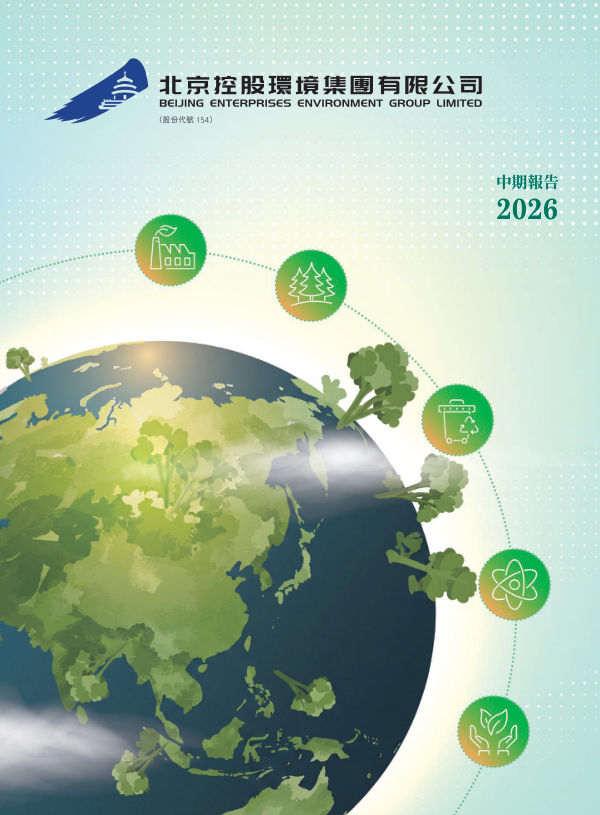 北京控股環境集團有限公司
BEIJING ENTERPRISES ENVIRONMENT GROUP LIMITED
(股份代號 154)
中期報告
2026